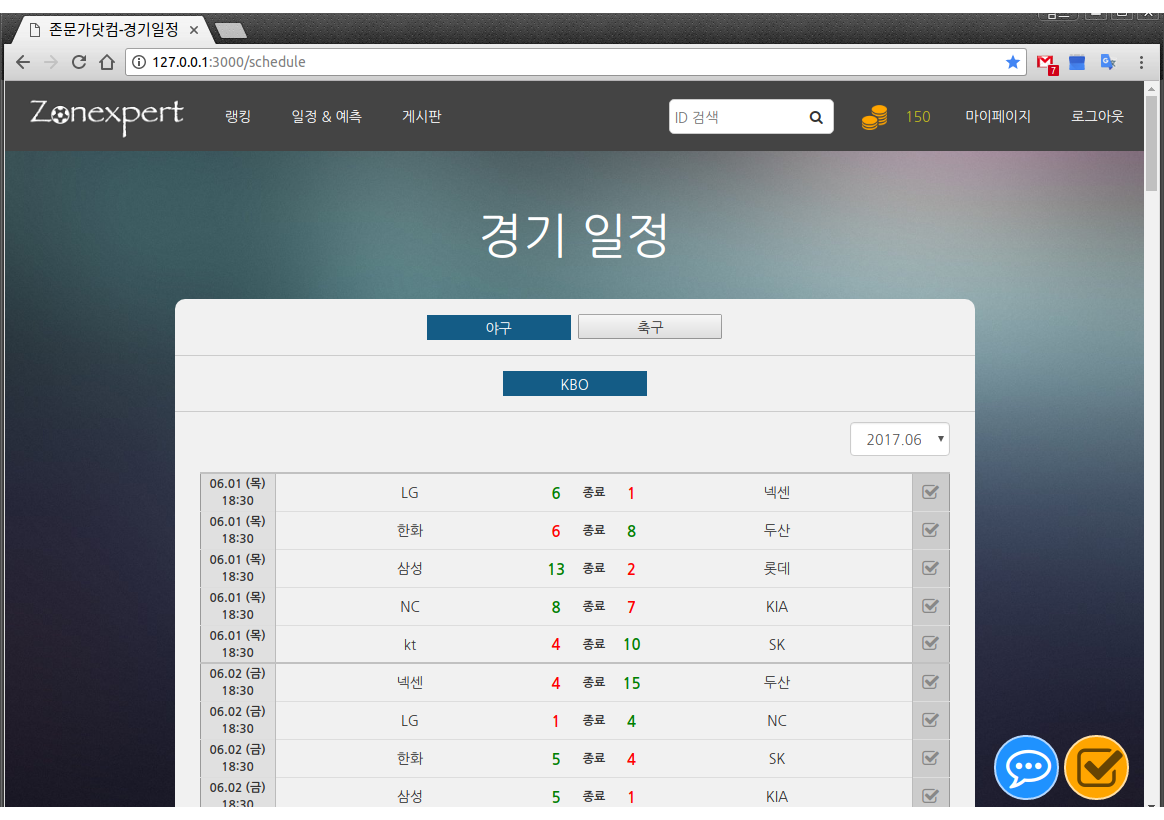 존문가닷컴-경기일정
127.0.0.1:3000/schedule
7
Zonexpert 랭킹 일정 & 예측 게시판 ID 검색 150 마이페이지 로그아웃
경기 일정
야구 축구
KBO
2017.06
06.01 (목)
18:30
LG 6 종료 1 넥센
06.01 (목)
18:30
한화 6 종료 8 두산
06.01 (목)
18:30
삼성 13 종료 2 롯데
06.01 (목)
18:30
NC 8 종료 7 KIA
06.01 (목)
18:30
kt 4 종료 10 SK
06.02 (금)
18:30
넥센 4 종료 15 두산
06.02 (금)
18:30
LG 1 종료 4 NC
06.02 (금)
18:30
한화 5 종료 4 SK
06.02 (금)
18:30
삼성 5 종료 1 KIA